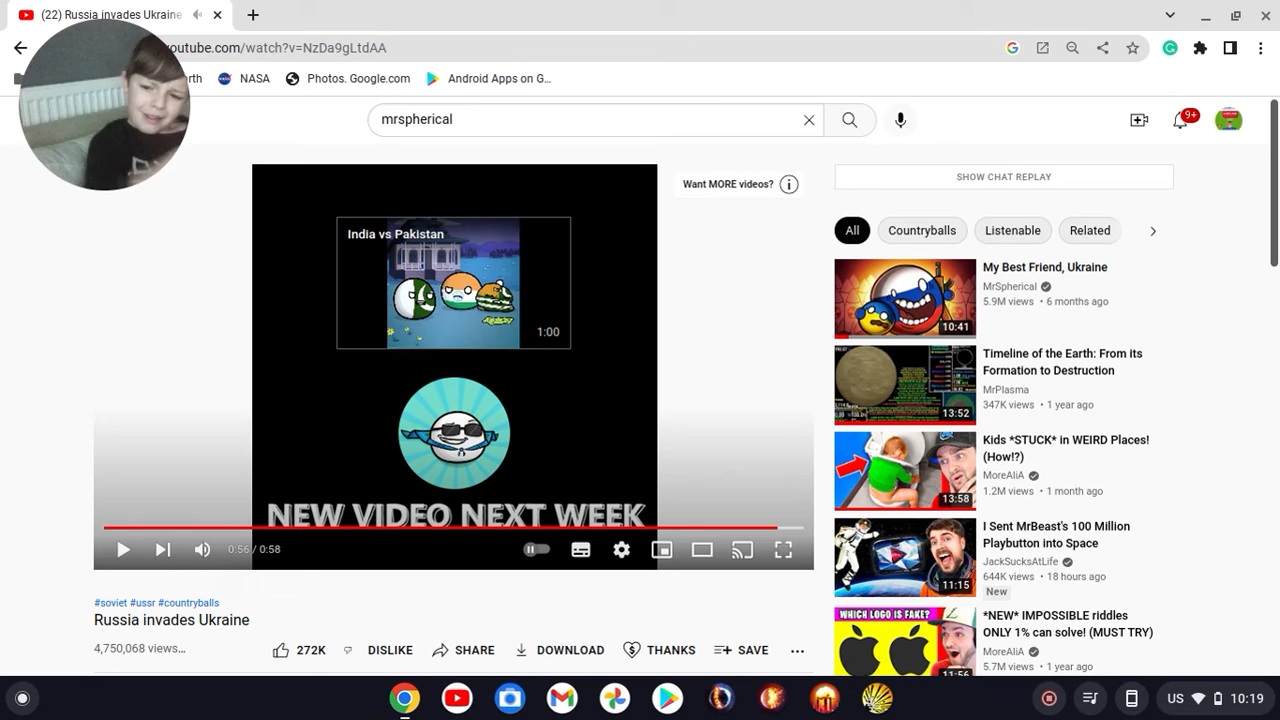 (22) Russia invades Ukraine
outube.com/watch?v=NzDa9gLtdAA
rth
NASA
Photos. Google.com
Android Apps on G...
mrspherical
9+
Want MORE videos?
India vs Pakistan
1:00
NEW VIDEO NEXT WEEK
0:56 / 0:58
#soviet #ussr #countryballs
Russia invades Ukraine
4,750,068 views...
272K
DISLIKE
SHARE
DOWNLOAD
THANKS
SAVE
SHOW CHAT REPLAY
All
Countryballs
Listenable
Related
My Best Friend, Ukraine
MrSpherical
5.9M views • 6 months ago
10:41
Timeline of the Earth: From its
Formation to Destruction
MrPlasma
347K views • 1 year ago
13:52
Kids *STUCK* in WEIRD Places!
(How!?)
MoreAliA
1.2M views • 1 month ago
13:58
I Sent MrBeast's 100 Million
Playbutton into Space
JackSucksAtLife
644K views • 18 hours ago
New
11:15
*NEW* IMPOSSIBLE riddles
ONLY 1% can solve! (MUST TRY)
MoreAliA
5.7M views • 1 year ago
WHICH LOGO IS FAKE?
11:56
US
10:19